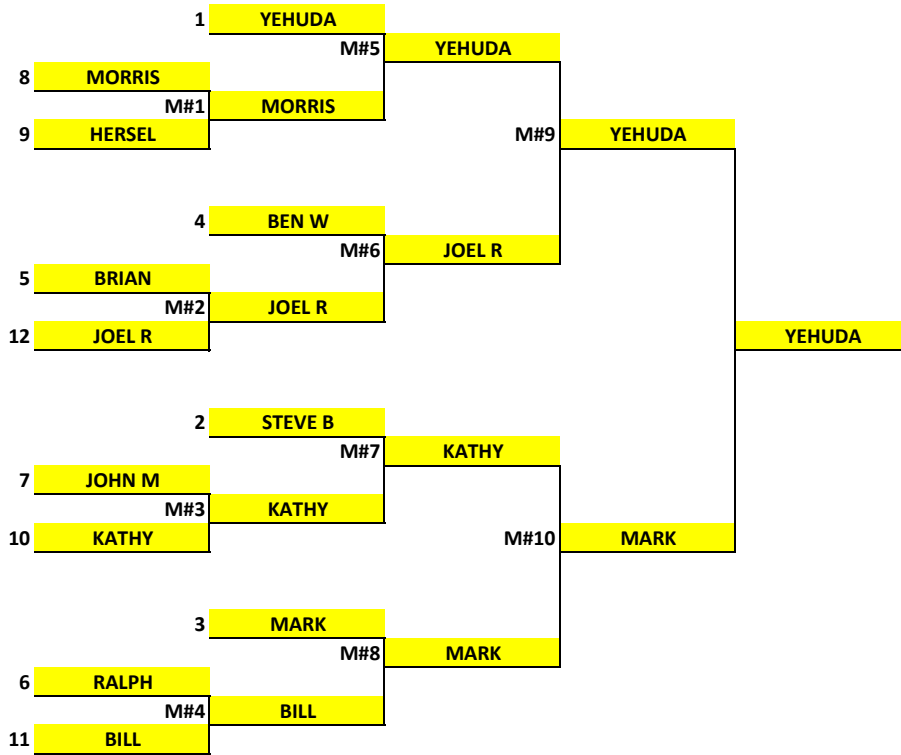 1 YEHUDA
M#5 YEHUDA
8 MORRIS
M#1 MORRIS
9 HERSEL M#9 YEHUDA
4 BEN W
M#6 JOEL R
5 BRIAN
M#2 JOEL R
12 JOEL R YEHUDA
2 STEVE B
M#7 KATHY
7 JOHN M
M#3 KATHY
10 KATHY M#10 MARK
3 MARK
M#8 MARK
6 RALPH
M#4 BILL
11 BILL